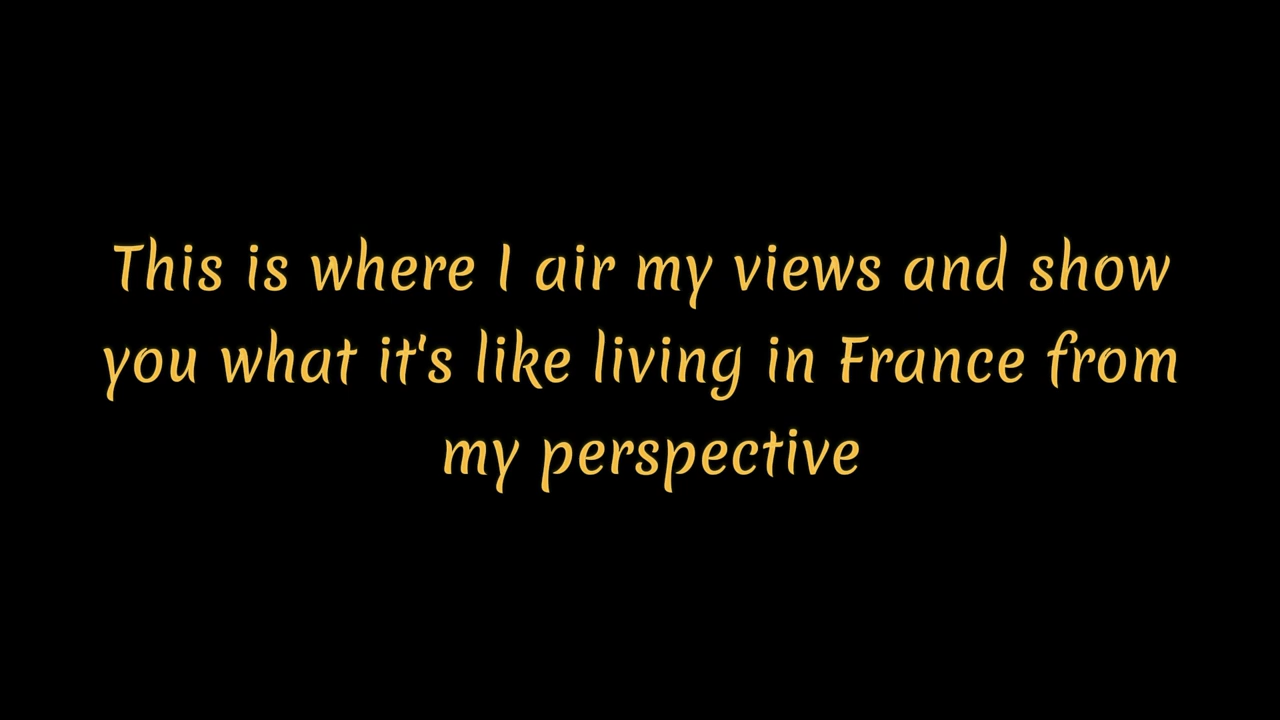 This is where I air my views and show
you what it's like living in France from
my perspective